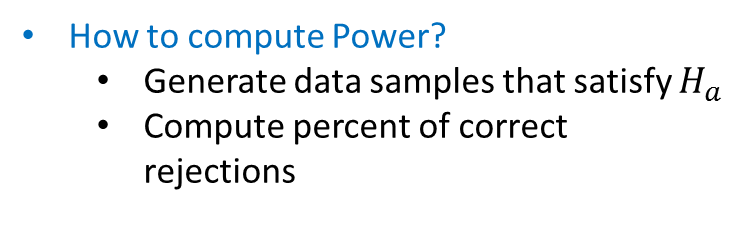 • How to compute Power?
• Generate data samples that satisfy Hₐ
• Compute percent of correct
rejections